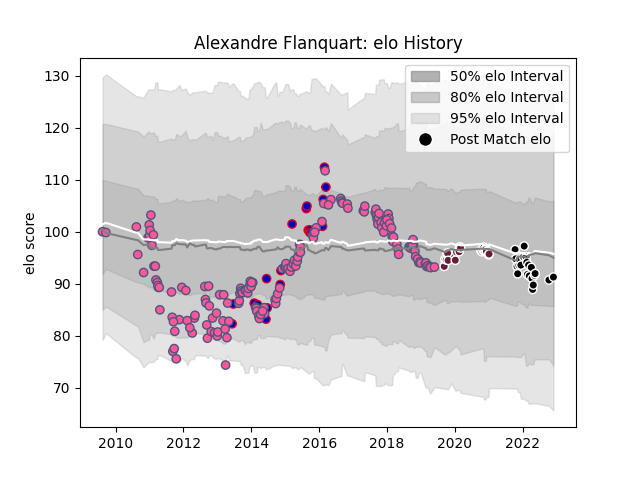 Alexandre Flanquart: elo History
130
120
110
100
90
80
70
elo score
50% elo Interval
80% elo Interval
95% elo Interval
Post Match elo
2010
2012
2014
2016
2018
2020
2022